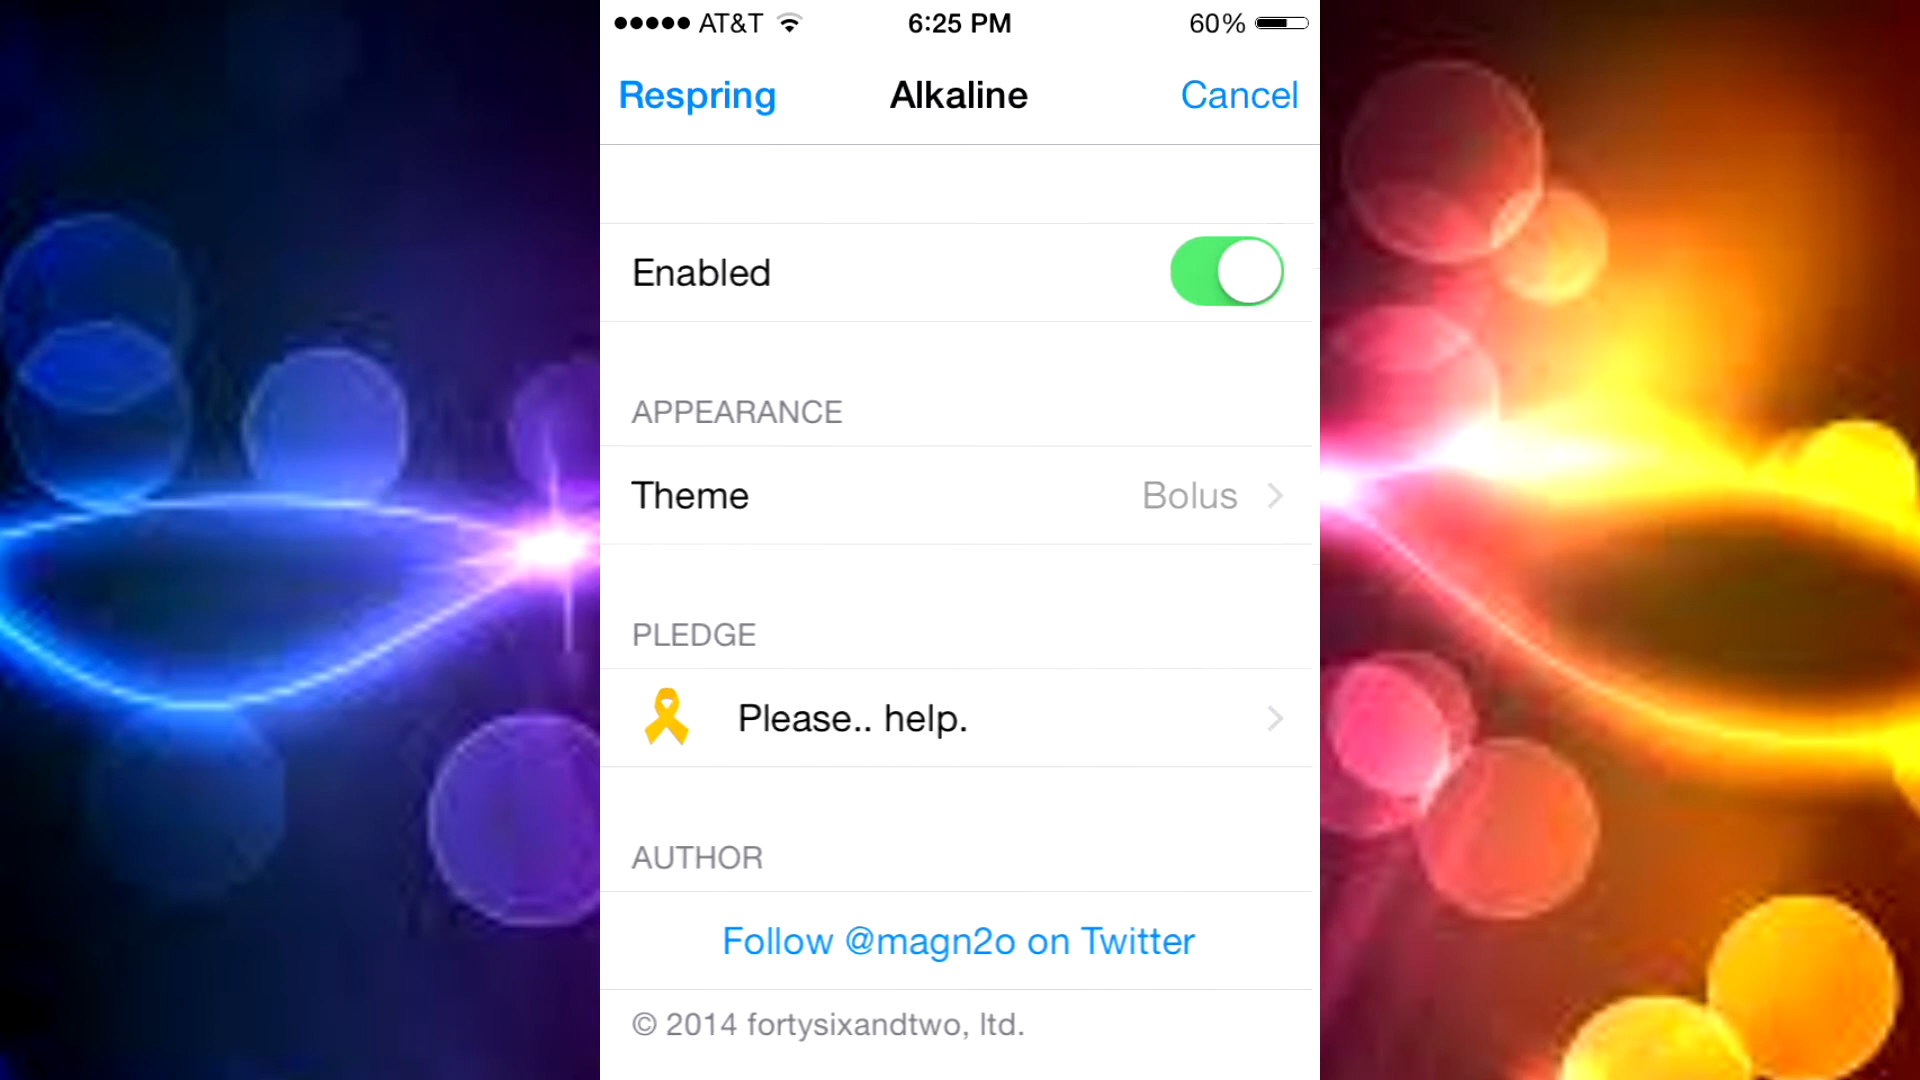 AT&T 6:25 PM 60%
Respring Alkaline Cancel
Enabled
APPEARANCE
Theme Bolus
PLEDGE
Please.. help.
AUTHOR
Follow @magn2o on Twitter
© 2014 fortysixandtwo, ltd.